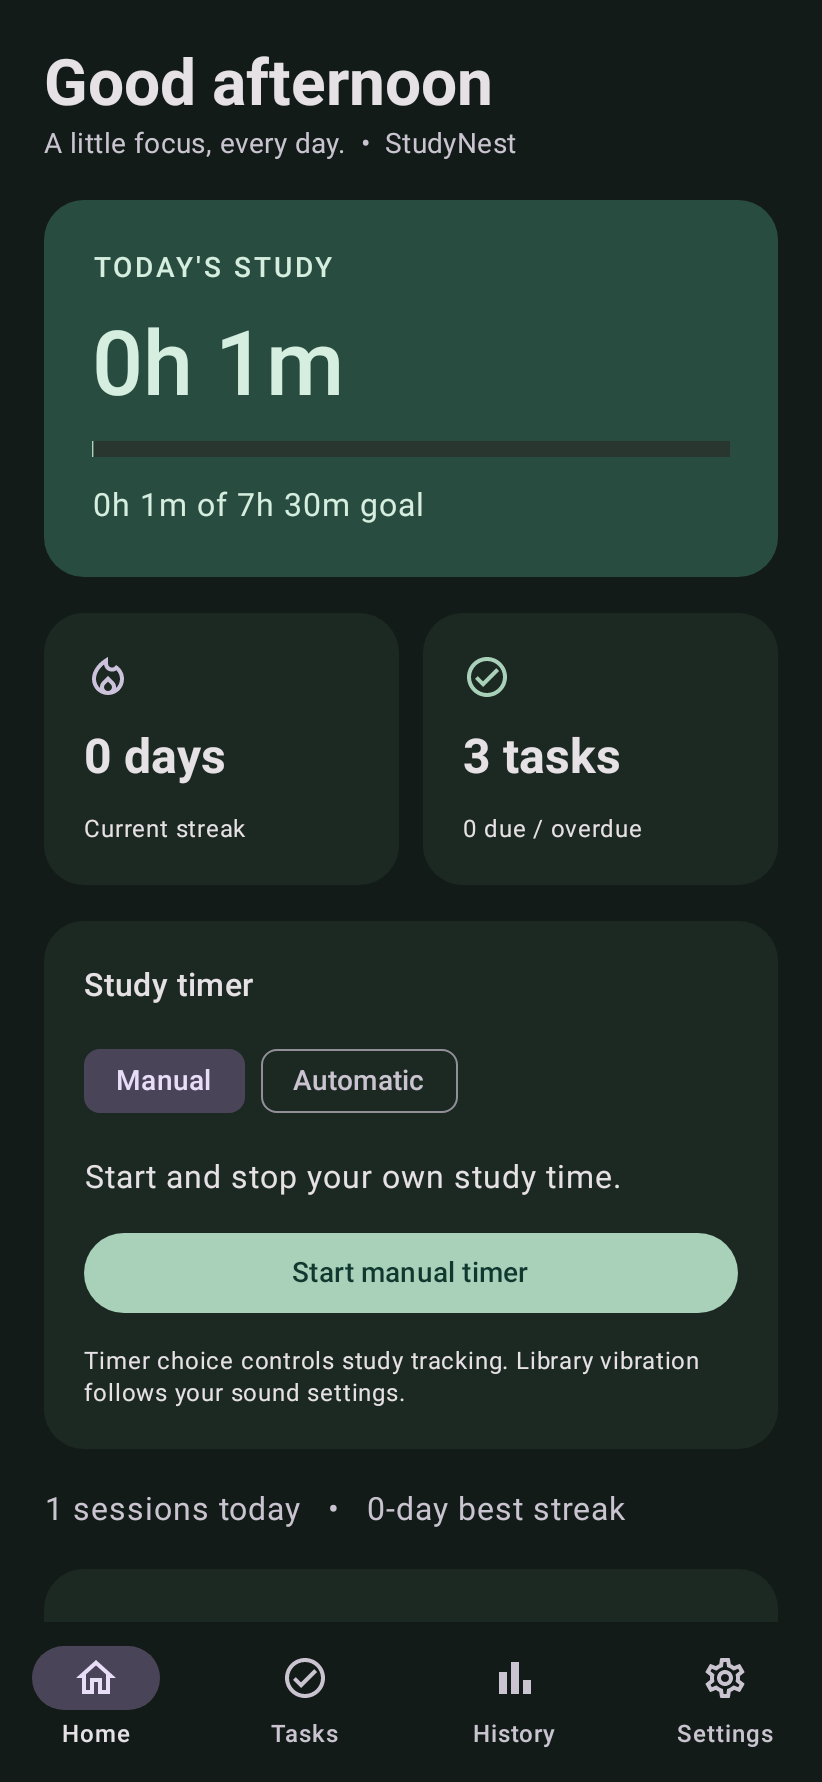 Good afternoon
A little focus, every day. • StudyNest
TODAY'S STUDY
0h 1m
0h 1m of 7h 30m goal
0 days
Current streak
3 tasks
0 due / overdue
Study timer
Manual
Automatic
Start and stop your own study time.
Start manual timer
Timer choice controls study tracking. Library vibration
follows your sound settings.
1 sessions today • 0-day best streak
Home
Tasks
History
Settings